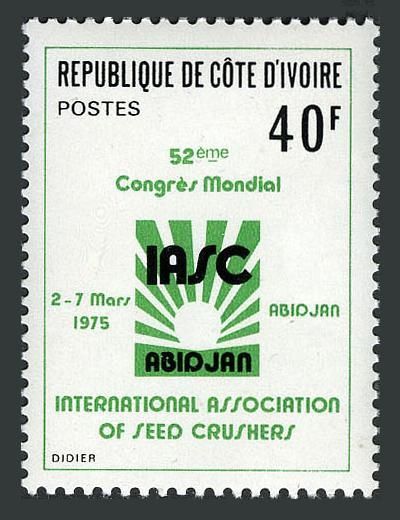 REPUBLIQUE DE CÔTE D'IVOIRE
POSTES
40F
52ème
Congrès Mondial
IASC
2-7 Mars
1975
ABIDJAN
ABIDJAN
INTERNATIONAL ASSOCIATION
OF SEED CRUSHERS
DIDIER